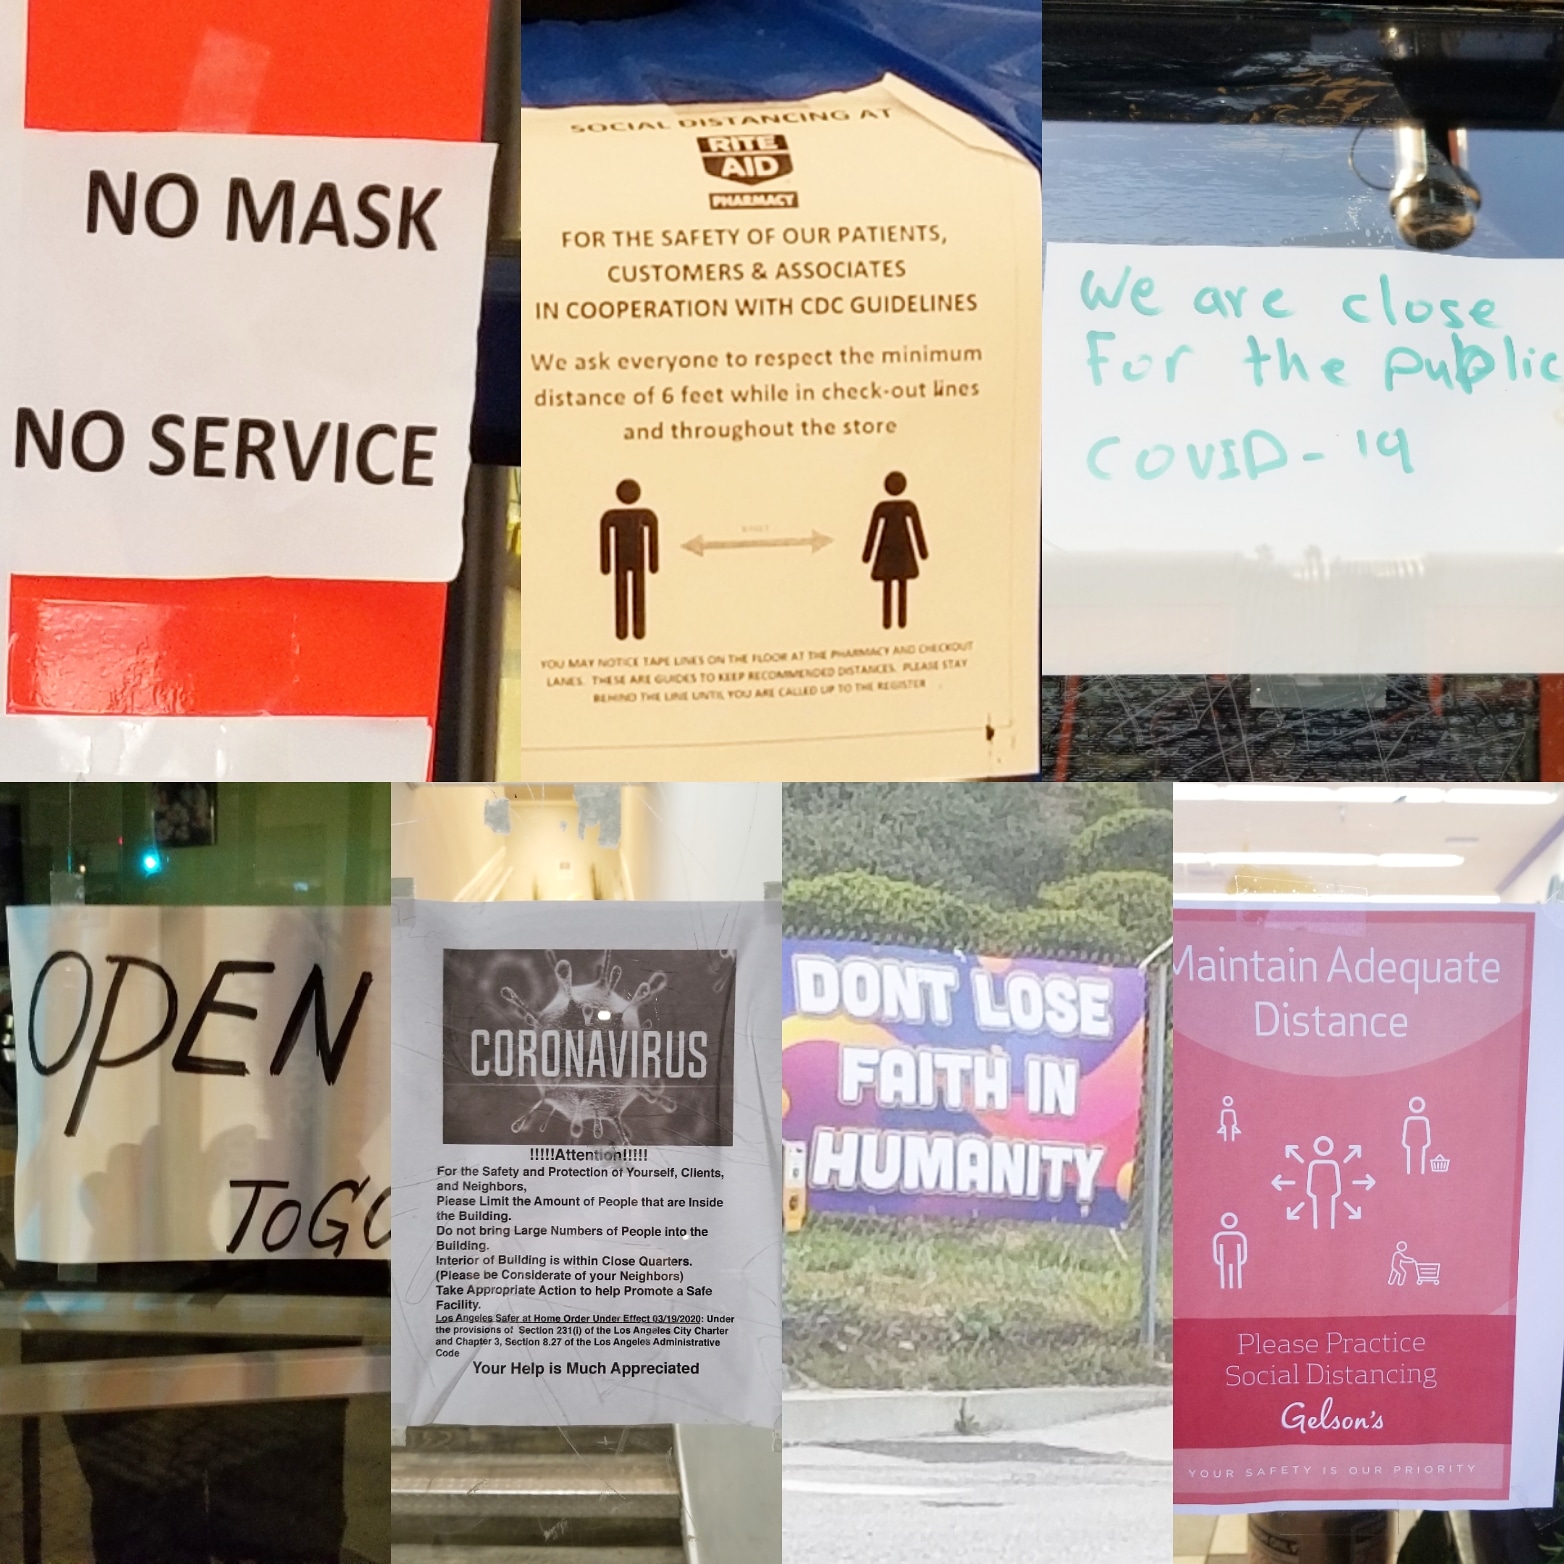 NO MASK
NO SERVICE
SOCIAL DISTANCING AT
RITE
AID
PHARMACY
FOR THE SAFETY OF OUR PATIENTS,
CUSTOMERS & ASSOCIATES
IN COOPERATION WITH CDC GUIDELINES
We ask everyone to respect the minimum
distance of 6 feet while in check-out lines
and throughout the store
YOU MAY NOTICE TAPE LINES ON THE FLOOR AT THE PHARMACY AND CHECKOUT
LANES. THESE ARE GUIDES TO KEEP RECOMMENDED DISTANCES. PLEASE STAY
BEHIND THE LINE UNTIL YOU ARE CALLED UP TO THE REGISTER
We are close
For the public
COVID-19
OPEN
TOGO
CORONAVIRUS
!!!!!Attention!!!!!
For the Safety and Protection of Yourself, Clients,
and Neighbors,
Please Limit the Amount of People that are Inside
the Building.
Do not bring Large Numbers of People into the
Building.
Interior of Building is within Close Quarters.
(Please be Considerate of your Neighbors)
Take Appropriate Action to help Promote a Safe
Facility.
Los Angeles Safer at Home Order Under Effect 03/19/2020: Under
the provisions of Section 231(i) of the Los Angeles City Charter
and Chapter 3, Section 8.27 of the Los Angeles Administrative
Code
Your Help is Much Appreciated
DONT LOSE
FAITH IN
HUMANITY
Maintain Adequate
Distance
Please Practice
Social Distancing
Gelson's
YOUR SAFETY IS OUR PRIORITY